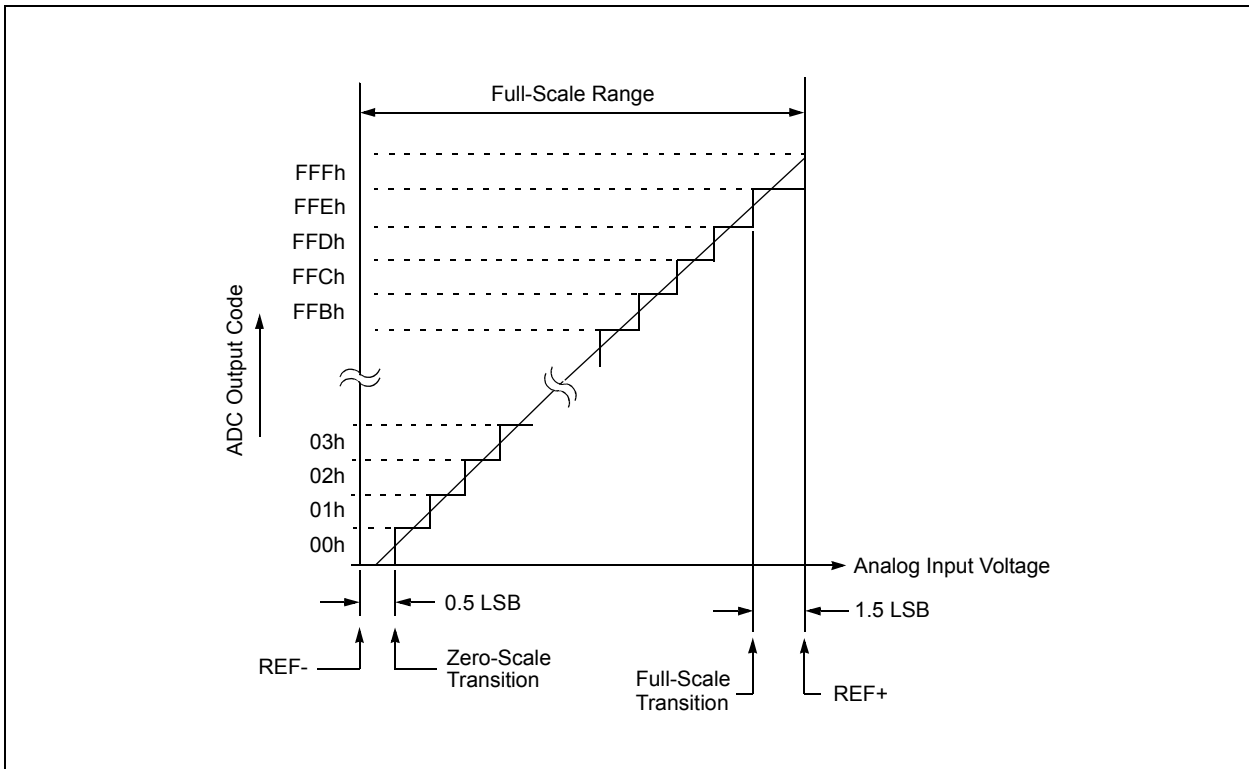 Full-Scale Range
FFFh
FFEh
FFDh
FFCh
FFBh
ADC Output Code
03h
02h
01h
00h
Analog Input Voltage
0.5 LSB
1.5 LSB
REF-
Zero-Scale
Transition
Full-Scale
Transition
REF+